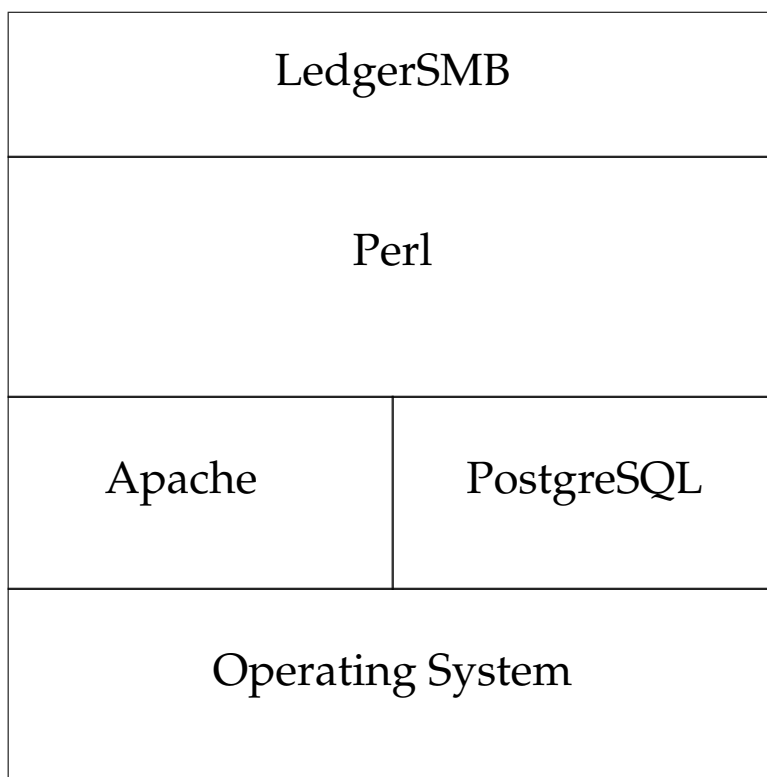 LedgerSMB
Perl
Apache
PostgreSQL
Operating System